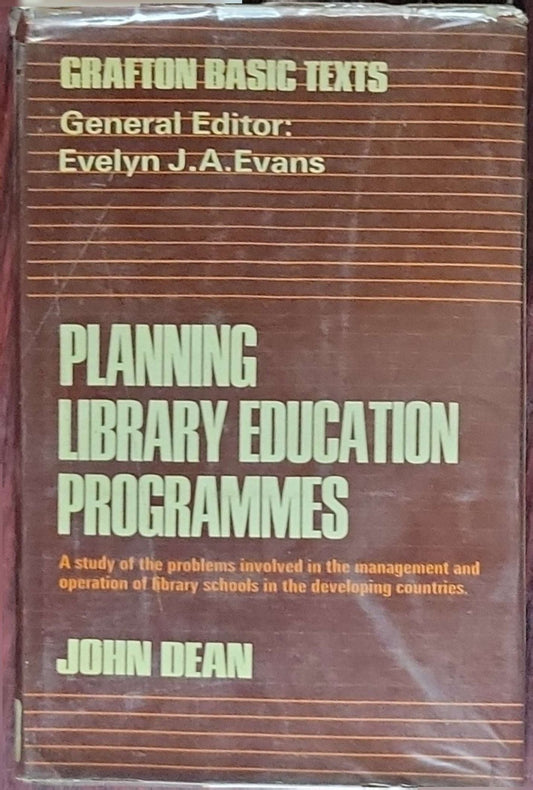 GRAFTON BASIC TEXTS
General Editor:
Evelyn J.A.Evans
PLANNING
LIBRARY EDUCATION
PROGRAMMES
A study of the problems involved in the management and
operation of library schools in the developing countries.
JOHN DEAN